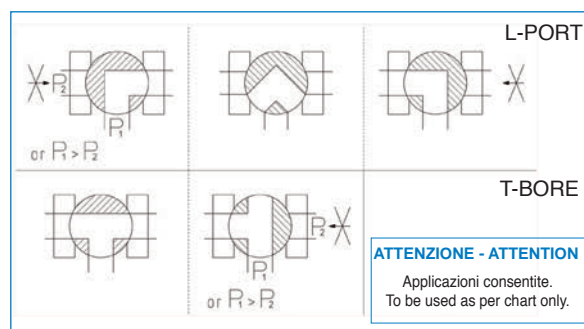 L-PORT
P₂
P₁
or P₁ > P₂
T-BORE
P₂
P₁
or P₁ > P₂
ATTENZIONE - ATTENTION
Applicazioni consentite.
To be used as per chart only.